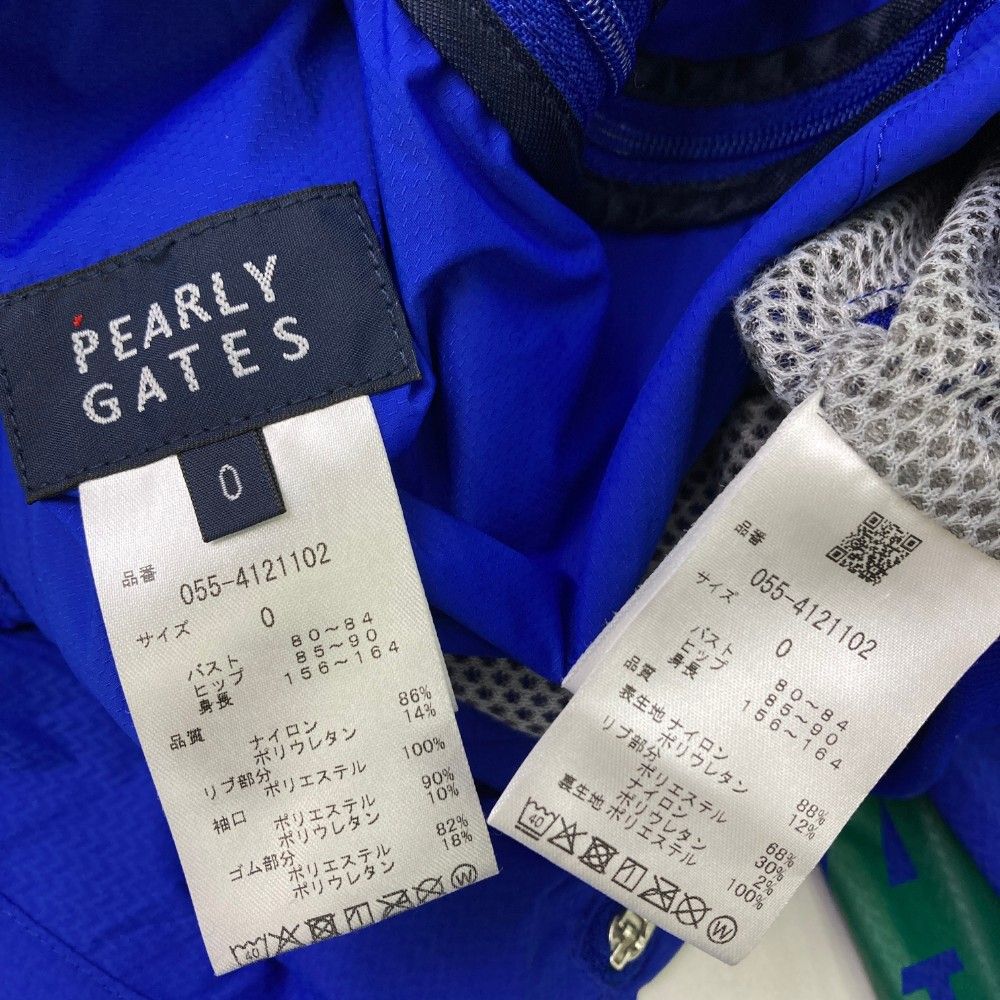 PEARLY
GATES
0
品番 055-4121102
サイズ 0
バスト 80～84
ヒップ 85～90
身長 156～164
品質 ナイロン 86%
ポリウレタン 14%
リブ部分 ポリエステル 100%
袖口 ポリエステル 90%
ポリウレタン 10%
ゴム部分 ポリエステル 82%
ポリウレタン 18%
40
W
品番 055-4121102
サイズ 0
バスト 80～84
ヒップ 85～90
身長 156～164
品質
表生地 ナイロン 88%
ポリウレタン 12%
リブ部分 ポリエステル 68%
ナイロン 30%
ポリウレタン 2%
裏生地 ポリエステル 100%
40
W